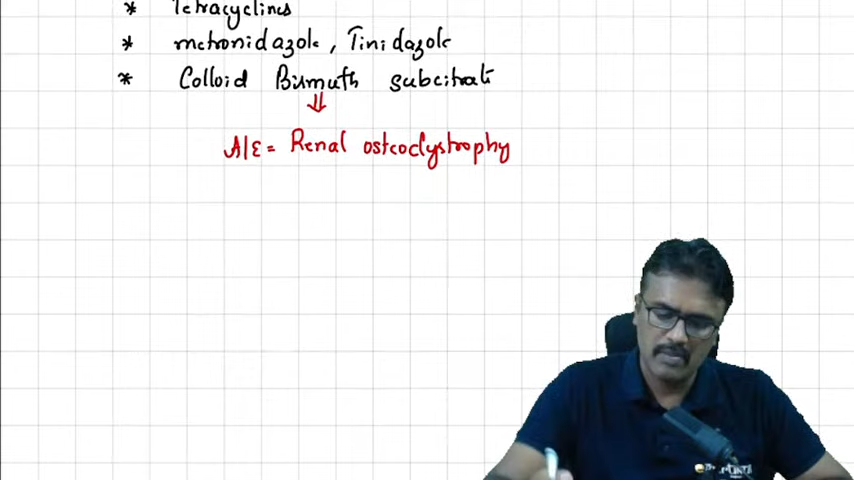 * Tetracyclines
* metronidazole, Tinidazole
* Colloid Bismuth subcitrate
A/E = Renal osteodystrophy